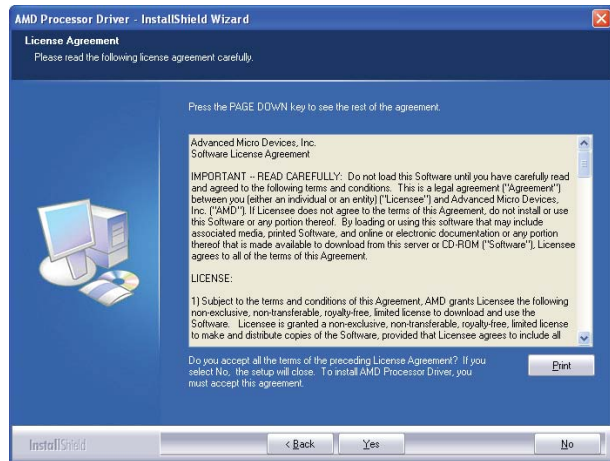 AMD Processor Driver - InstallShield Wizard
License Agreement
Please read the following license agreement carefully.
Press the PAGE DOWN key to see the rest of the agreement.
Advanced Micro Devices, Inc.
Software License Agreement
IMPORTANT -- READ CAREFULLY: Do not load this Software until you have carefully read
and agreed to the following terms and conditions. This is a legal agreement ("Agreement")
between you (either an individual or an entity) ("Licensee") and Advanced Micro Devices,
Inc. ("AMD"). If Licensee does not agree to the terms of this Agreement, do not install or use
this Software or any portion thereof. By loading or using this software that may include
associated media, printed Software, and online or electronic documentation or any portion
thereof that is made available to download from this server or CD-ROM ("Software"), Licensee
agrees to all of the terms of this Agreement.
LICENSE:
1) Subject to the terms and conditions of this Agreement, AMD grants Licensee the following
non-exclusive, non-transferable, royalty-free, limited license to download and use the
Software. Licensee is granted a non-exclusive, non-transferable, royalty-free, limited license
to make and distribute copies of the Software, provided that Licensee agrees to include all
Do you accept all the terms of the preceding License Agreement? If you
select No, the setup will close. To install AMD Processor Driver, you
must accept this agreement.
Print
InstallShield
< Back
Yes
No